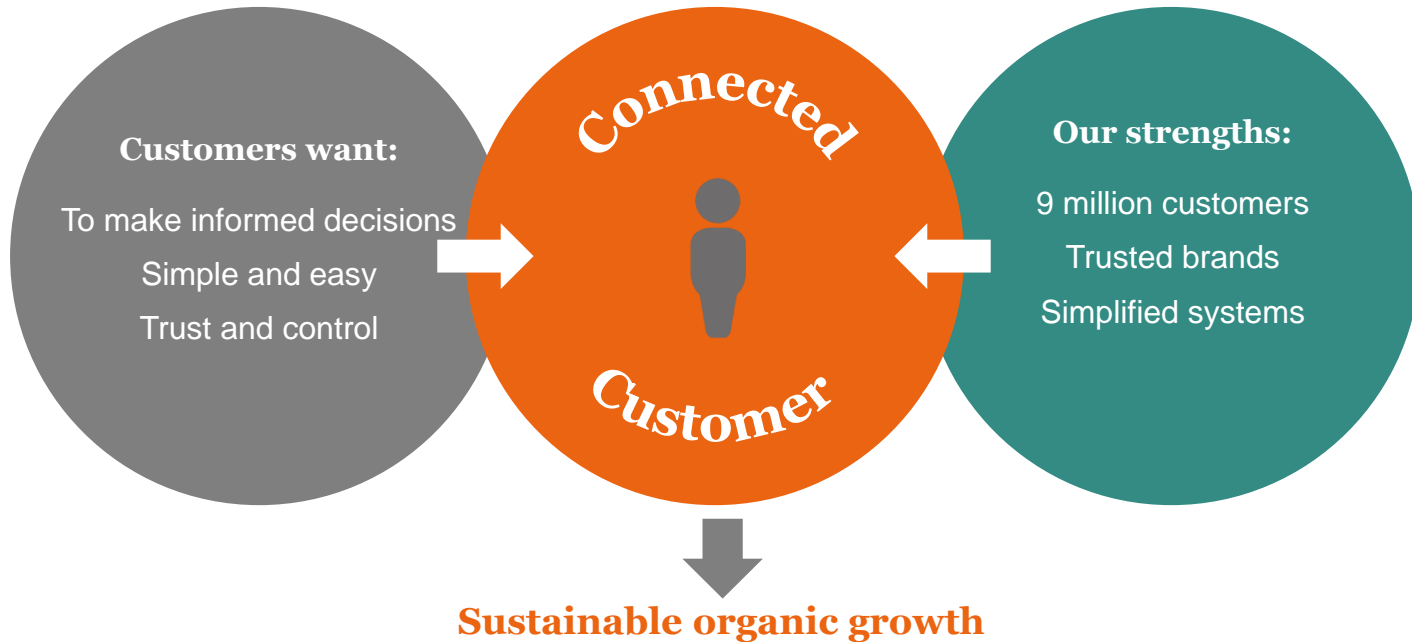 Customers want:
To make informed decisions
Simple and easy
Trust and control
Connected
Customer
Our strengths:
9 million customers
Trusted brands
Simplified systems
Sustainable organic growth